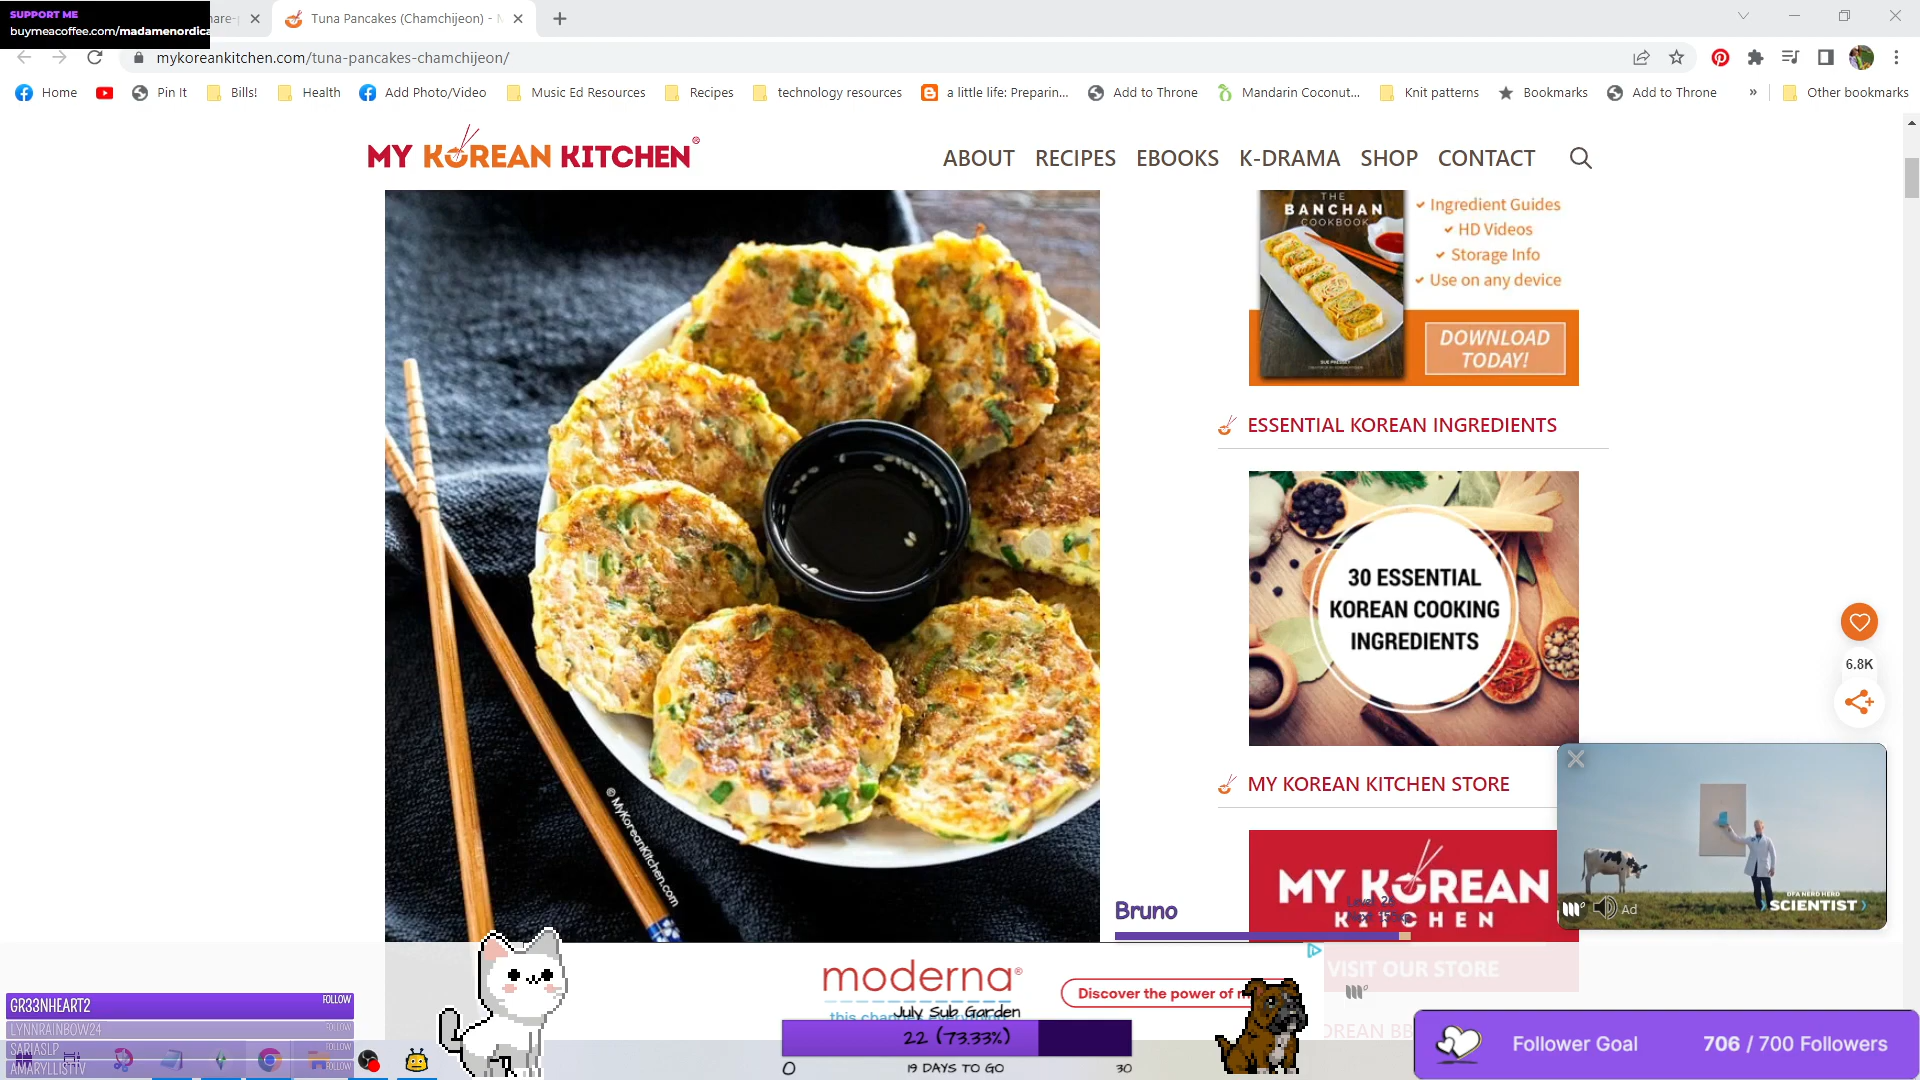 SUPPORT ME
buymeacoffee.com/madamenordica
Tuna Pancakes (Chamchijeon) -
mykoreankitchen.com/tuna-pancakes-chamchijeon/
Home
Pin It
Bills!
Health
Add Photo/Video
Music Ed Resources
Recipes
technology resources
a little life: Preparin...
Add to Throne
Mandarin Coconut...
Knit patterns
Bookmarks
Add to Throne
»
Other bookmarks
MY KOREAN KITCHEN®
ABOUT
RECIPES
EBOOKS
K-DRAMA
SHOP
CONTACT
THE
BANCHAN
COOKBOOK
Ingredient Guides
HD Videos
Storage Info
Use on any device
DOWNLOAD
TODAY!
ESSENTIAL KOREAN INGREDIENTS
30 ESSENTIAL
KOREAN COOKING
INGREDIENTS
6.8K
MY KOREAN KITCHEN STORE
MY KOREAN
KITCHEN
VISIT OUR STORE
SCIENTIST
Ad
© MyKoreanKitchen.com
Bruno
moderna®
Discover the power of
this changes everything
July Sub Garden
22 (73.33%)
0
19 DAYS TO GO
30
GR33NHEART2
FOLLOW
LYNNRAINBOW24
FOLLOW
SARIASLP
FOLLOW
AMARYLLISTTV
FOLLOW
Follower Goal
706 / 700 Followers